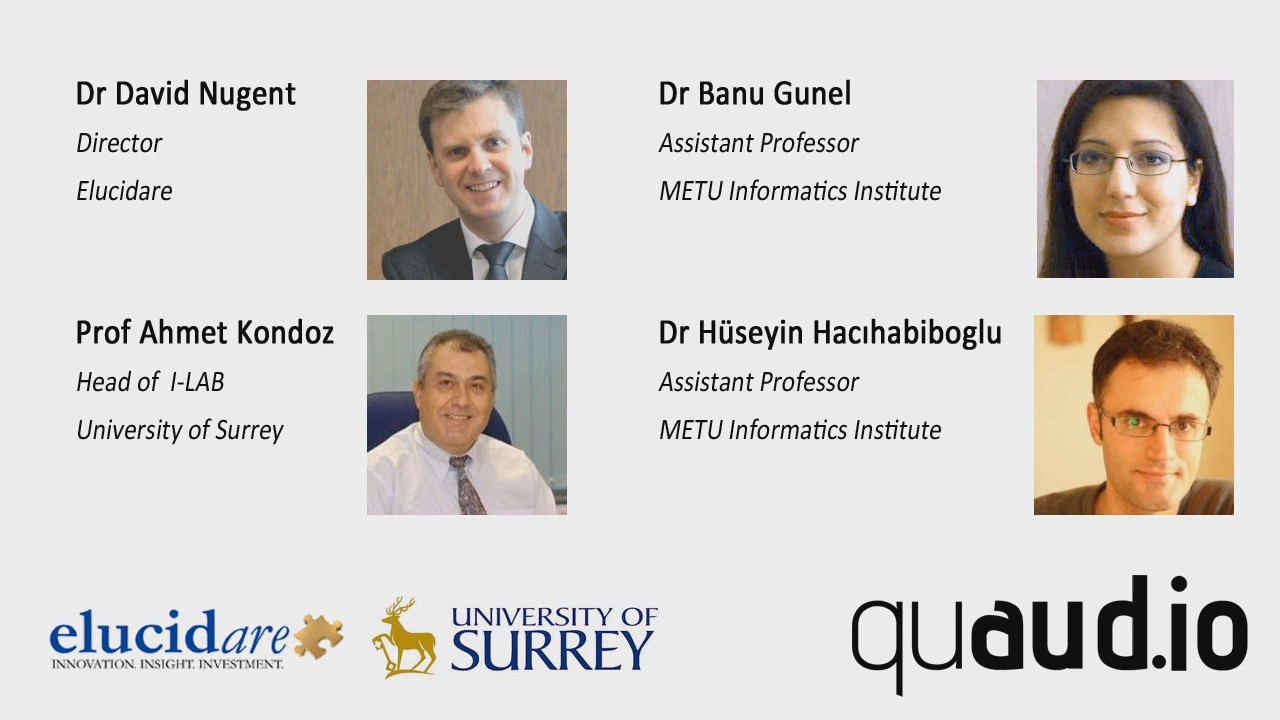 Dr David Nugent
Director
Elucidare
Dr Banu Gunel
Assistant Professor
METU Informatics Institute
Prof Ahmet Kondoz
Head of I-LAB
University of Surrey
Dr Hüseyin Hacıhabiboglu
Assistant Professor
METU Informatics Institute
elucidare
INNOVATION. INSIGHT. INVESTMENT.
UNIVERSITY OF
SURREY
quaud.io